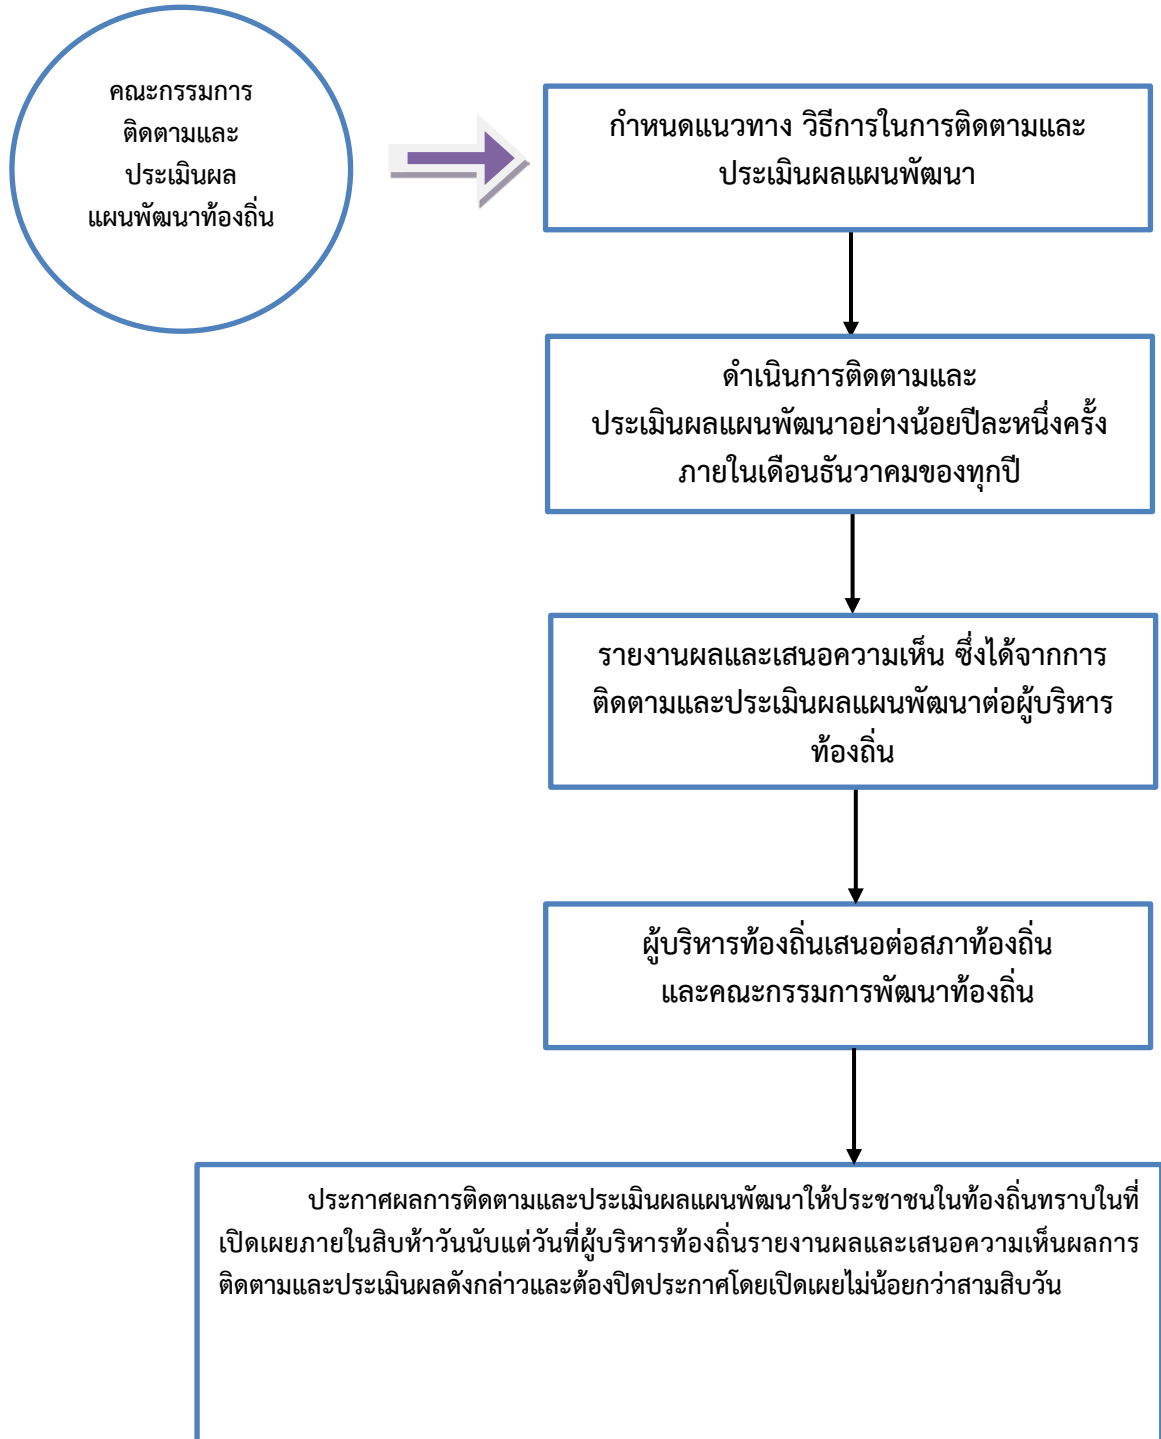 คณะกรรมการ
ติดตามและ
ประเมินผล
แผนพัฒนาท้องถิ่น
กำหนดแนวทาง วิธีการในการติดตามและ
ประเมินผลแผนพัฒนา
ดำเนินการติดตามและ
ประเมินผลแผนพัฒนาอย่างน้อยปีละหนึ่งครั้ง
ภายในเดือนธันวาคมของทุกปี
รายงานผลและเสนอความเห็น ซึ่งได้จากการ
ติดตามและประเมินผลแผนพัฒนาต่อผู้บริหาร
ท้องถิ่น
ผู้บริหารท้องถิ่นเสนอต่อสภาท้องถิ่น
และคณะกรรมการพัฒนาท้องถิ่น
ประกาศผลการติดตามและประเมินผลแผนพัฒนาให้ประชาชนในท้องถิ่นทราบในที่
เปิดเผยภายในสิบห้าวันนับแต่วันที่ผู้บริหารท้องถิ่นรายงานผลและเสนอความเห็นผลการ
ติดตามและประเมินผลดังกล่าวและต้องปิดประกาศโดยเปิดเผยไม่น้อยกว่าสามสิบวัน